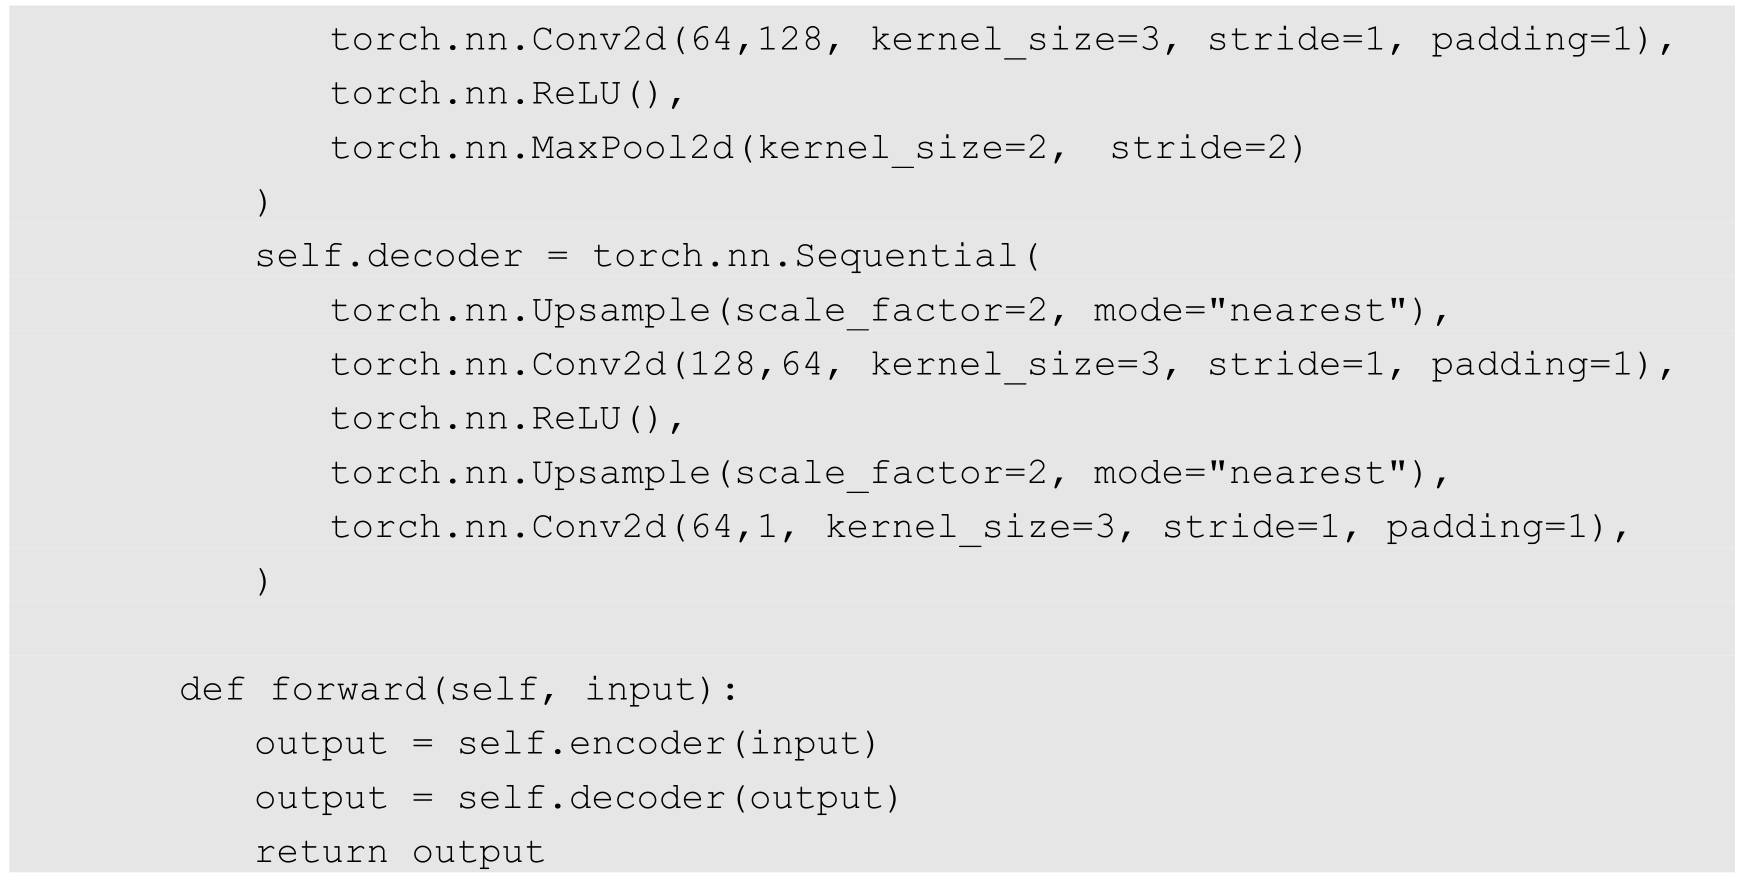 torch.nn.Conv2d(64,128, kernel_size=3, stride=1, padding=1),
torch.nn.ReLU(),
torch.nn.MaxPool2d(kernel_size=2,  stride=2)
)
self.decoder = torch.nn.Sequential(
torch.nn.Upsample(scale_factor=2, mode="nearest"),
torch.nn.Conv2d(128,64, kernel_size=3, stride=1, padding=1),
torch.nn.ReLU(),
torch.nn.Upsample(scale_factor=2, mode="nearest"),
torch.nn.Conv2d(64,1, kernel_size=3, stride=1, padding=1),
)
def forward(self, input):
output = self.encoder(input)
output = self.decoder(output)
return output